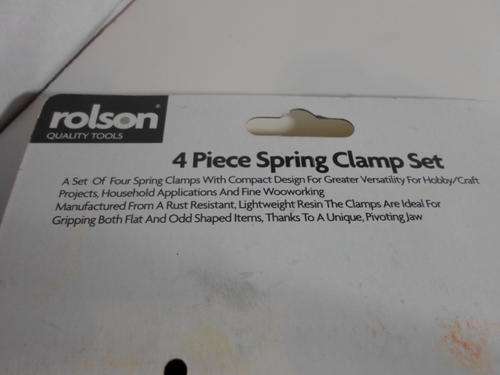 rolson
QUALITY TOOLS
4 Piece Spring Clamp Set
A Set Of Four Spring Clamps With Compact Design For Greater Versatility For Hobby/Craft
Projects, Household Applications And Fine Wooworking
Manufactured From A Rust Resistant, Lightweight Resin The Clamps Are Ideal For
Gripping Both Flat And Odd Shaped Items, Thanks To A Unique, Pivoting Jaw